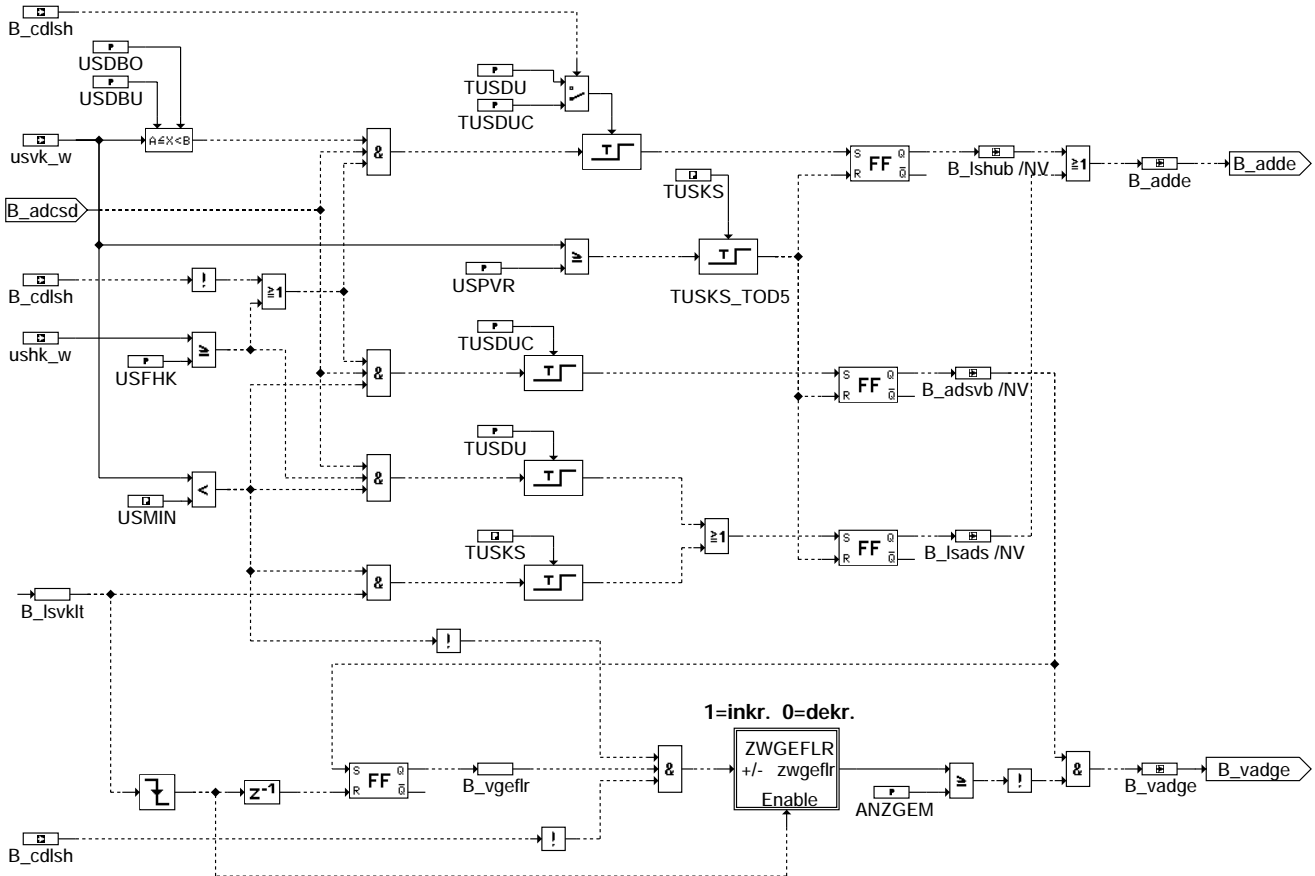 B_cdlsh
P
USDBO
P
USDBU
usvk_w
A≦X<B
&
P
TUSDU
P
TUSDUC
T
S FF Q
R Q̅
B_lshub /NV
≧1
B_adde
B_adde
B_adcsd
TUSKS
P
USPVR
≥
T
TUSKS_TOD5
B_cdlsh
!
≧1
ushk_w
P
USFHK
≥
&
P
TUSDUC
T
S FF Q
R Q̅
B_adsvb /NV
P
TUSDU
&
T
<
USMIN
≧1
TUSKS
&
T
S FF Q
R Q̅
B_lsads /NV
B_lsvklt
!
1=inkr. 0=dekr.
ZWGEFLR
+/- zwgeflr
Enable
z-1
S FF Q
R Q̅
B_vgeflr
&
P
ANZGEM
≥
!
&
B_vadge
B_vadge
B_cdlsh
!